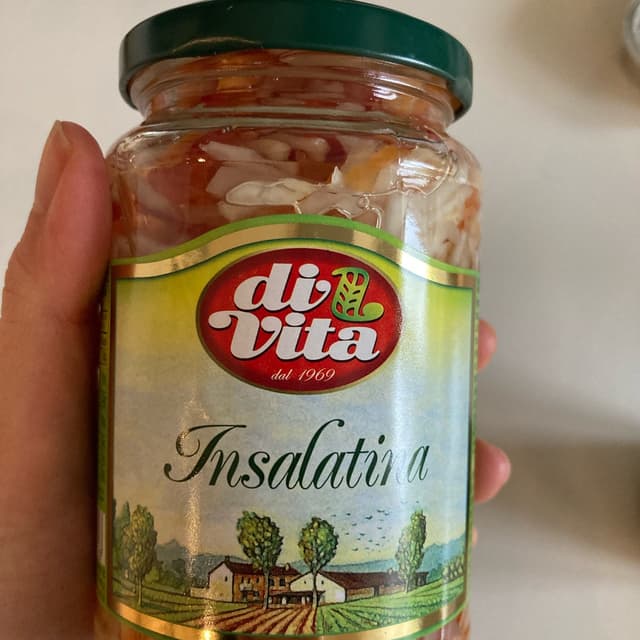 di
Vita
dal 1969
Insalatina